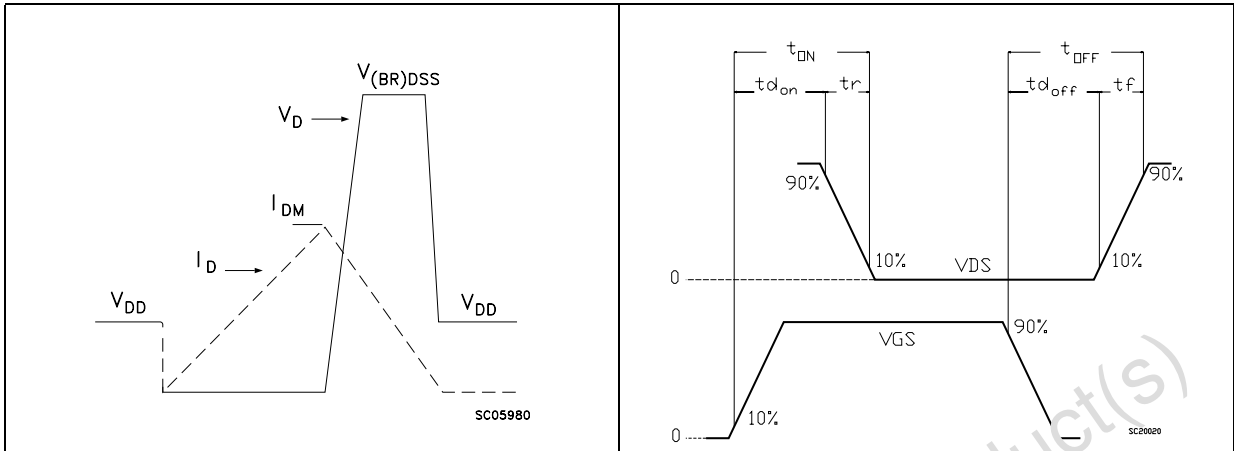 V(BR)DSS
VD
IDM
ID
VDD
VDD
SC05980
tON
tOFF
tdon
tr
tdoff
tf
90%
90%
10%
10%
0
VDS
VGS
90%
10%
0
SC20020
duct(s)